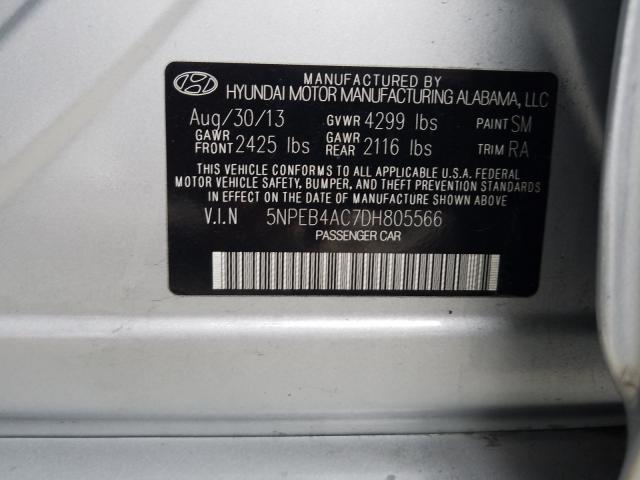 MANUFACTURED BY
HYUNDAI MOTOR MANUFACTURING ALABAMA, LLC
Aug/30/13 GVWR 4299 lbs PAINT SM
GAWR FRONT 2425 lbs GAWR REAR 2116 lbs TRIM RA
THIS VEHICLE CONFORMS TO ALL APPLICABLE U.S.A. FEDERAL
MOTOR VEHICLE SAFETY, BUMPER, AND THEFT PREVENTION STANDARDS
IN EFFECT ON THE DATE OF MANUFACTURE SHOWN ABOVE
V.I.N 5NPEB4AC7DH805566
PASSENGER CAR